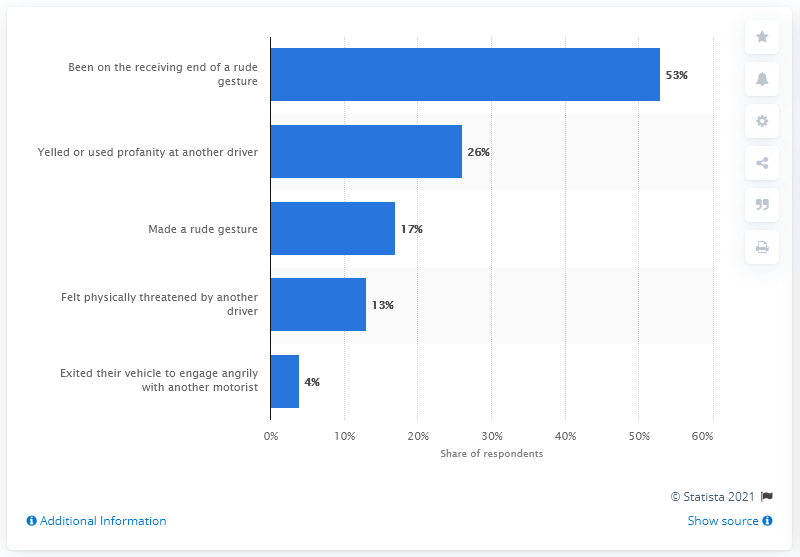 Been on the receiving end of a rude
gesture
53%
Yelled or used profanity at another driver
26%
Made a rude gesture
17%
Felt physically threatened by another
driver
13%
Exited their vehicle to engage angrily
with another motorist
4%
0% 10% 20% 30% 40% 50% 60%
Share of respondents
© Statista 2021
Additional Information
Show source